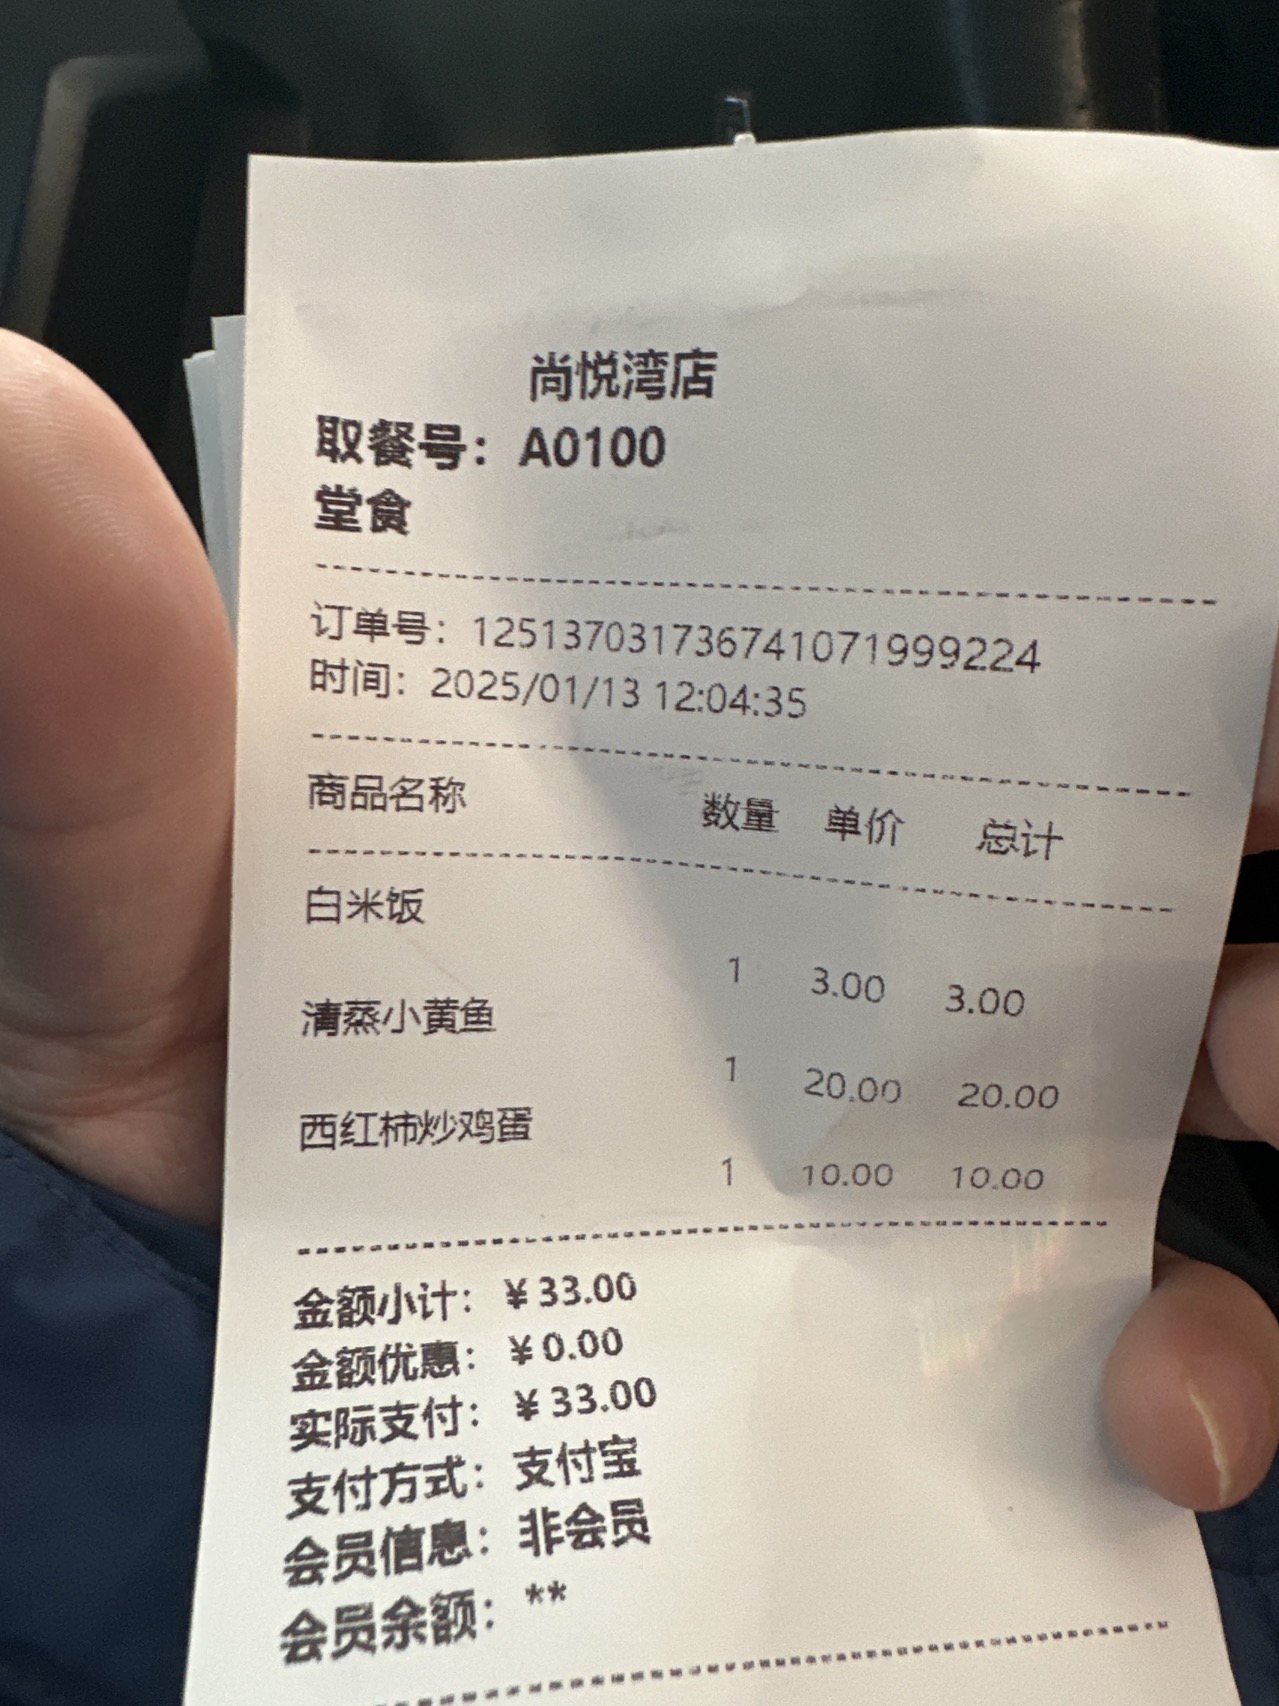 尚悦湾店
取餐号：A0100
堂食
订单号：1251370317367410719992​24
时间：2025/01/13 12:04:35
商品名称 数量 单价 总计
白米饭
1 3.00 3.00
清蒸小黄鱼
1 20.00 20.00
西红柿炒鸡蛋
1 10.00 10.00
金额小计：￥33.00
金额优惠：￥0.00
实际支付：￥33.00
支付方式：支付宝
会员信息：非会员
会员余额：**